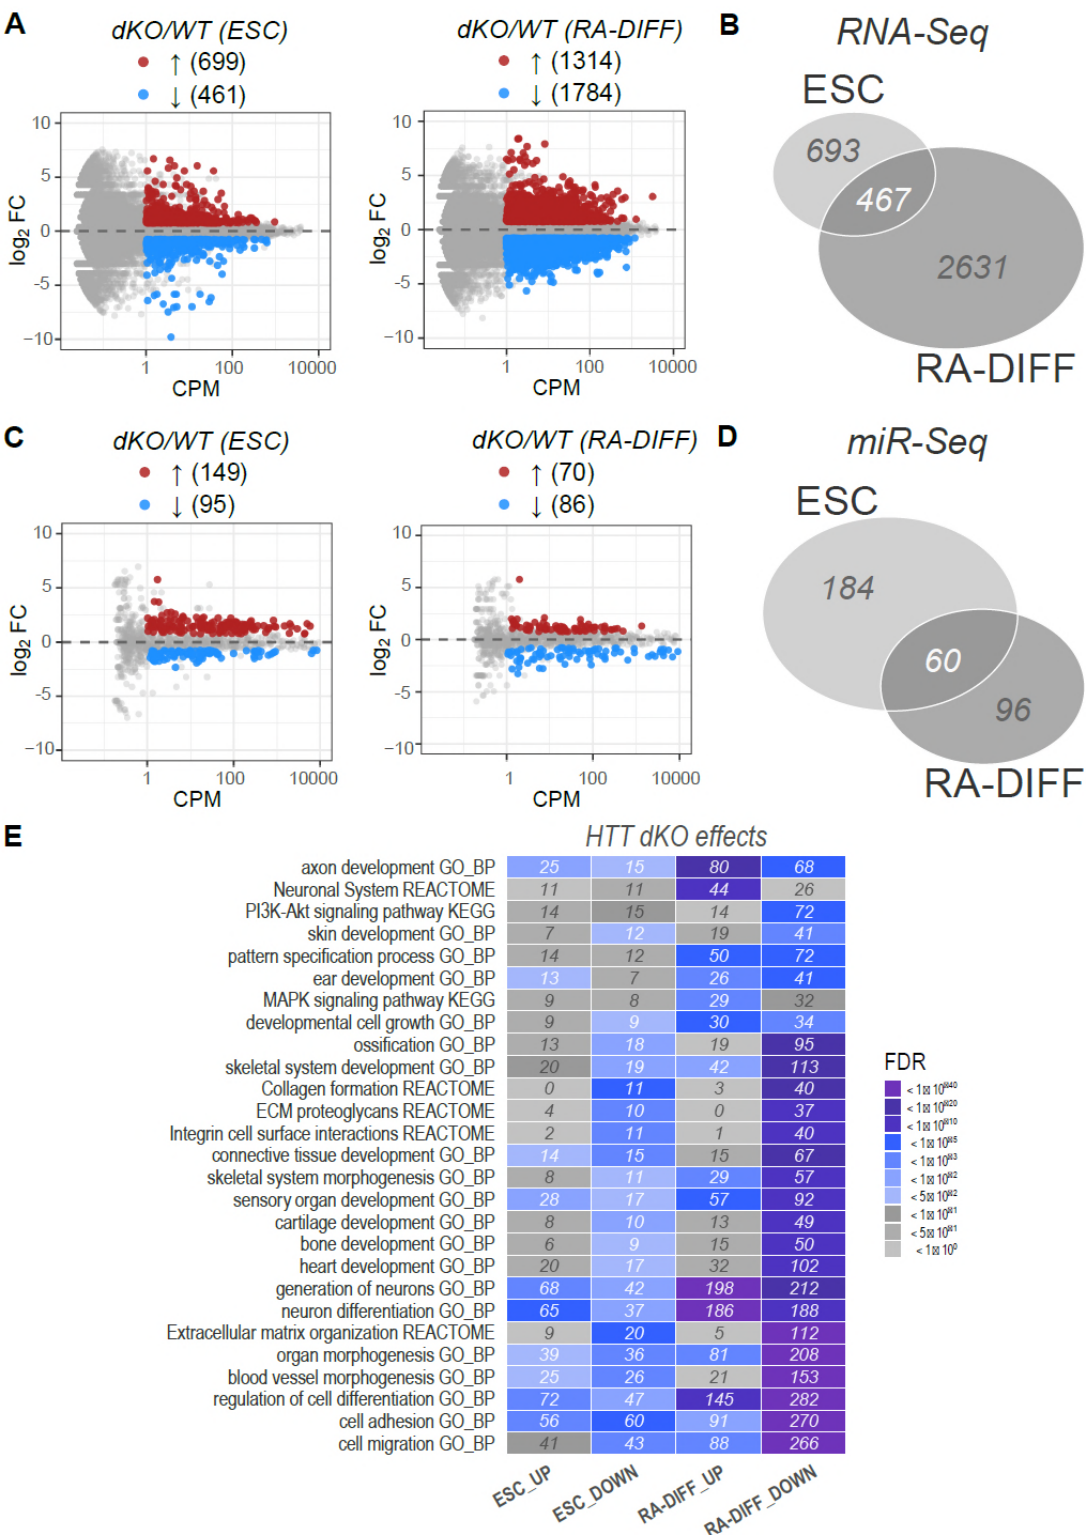 A
dKO/WT (ESC)
↑ (699)
↓ (461)
10
5
0
−5
−10
log2 FC
1 100 10000
CPM
dKO/WT (RA-DIFF)
↑ (1314)
↓ (1784)
10
5
0
−5
−10
log2 FC
1 100 10000
CPM
B
RNA-Seq
ESC
693
467
2631
RA-DIFF
C
dKO/WT (ESC)
↑ (149)
↓ (95)
10
5
0
−5
−10
log2 FC
1 100 10000
CPM
dKO/WT (RA-DIFF)
↑ (70)
↓ (86)
10
5
0
−5
−10
log2 FC
1 100 10000
CPM
D
miR-Seq
ESC
184
60
96
RA-DIFF
E
HTT dKO effects
axon development GO_BP 25 15 80 68
Neuronal System REACTOME 11 11 44 26
PI3K-Akt signaling pathway KEGG 14 15 14 72
skin development GO_BP 7 12 19 41
pattern specification process GO_BP 14 12 50 72
ear development GO_BP 13 7 26 41
MAPK signaling pathway KEGG 9 8 29 32
developmental cell growth GO_BP 9 9 30 34
ossification GO_BP 13 18 19 95
skeletal system development GO_BP 20 19 42 113
Collagen formation REACTOME 0 11 3 40
ECM proteoglycans REACTOME 4 10 0 37
Integrin cell surface interactions REACTOME 2 11 1 40
connective tissue development GO_BP 14 15 15 67
skeletal system morphogenesis GO_BP 8 11 29 57
sensory organ development GO_BP 28 17 57 92
cartilage development GO_BP 8 10 13 49
bone development GO_BP 6 9 15 50
heart development GO_BP 20 17 32 102
generation of neurons GO_BP 68 42 198 212
neuron differentiation GO_BP 65 37 186 188
Extracellular matrix organization REACTOME 9 20 5 112
organ morphogenesis GO_BP 39 36 81 208
blood vessel morphogenesis GO_BP 25 26 21 153
regulation of cell differentiation GO_BP 72 47 145 282
cell adhesion GO_BP 56 60 91 270
cell migration GO_BP 41 43 88 266
ESC_UP ESC_DOWN RA-DIFF_UP RA-DIFF_DOWN
FDR